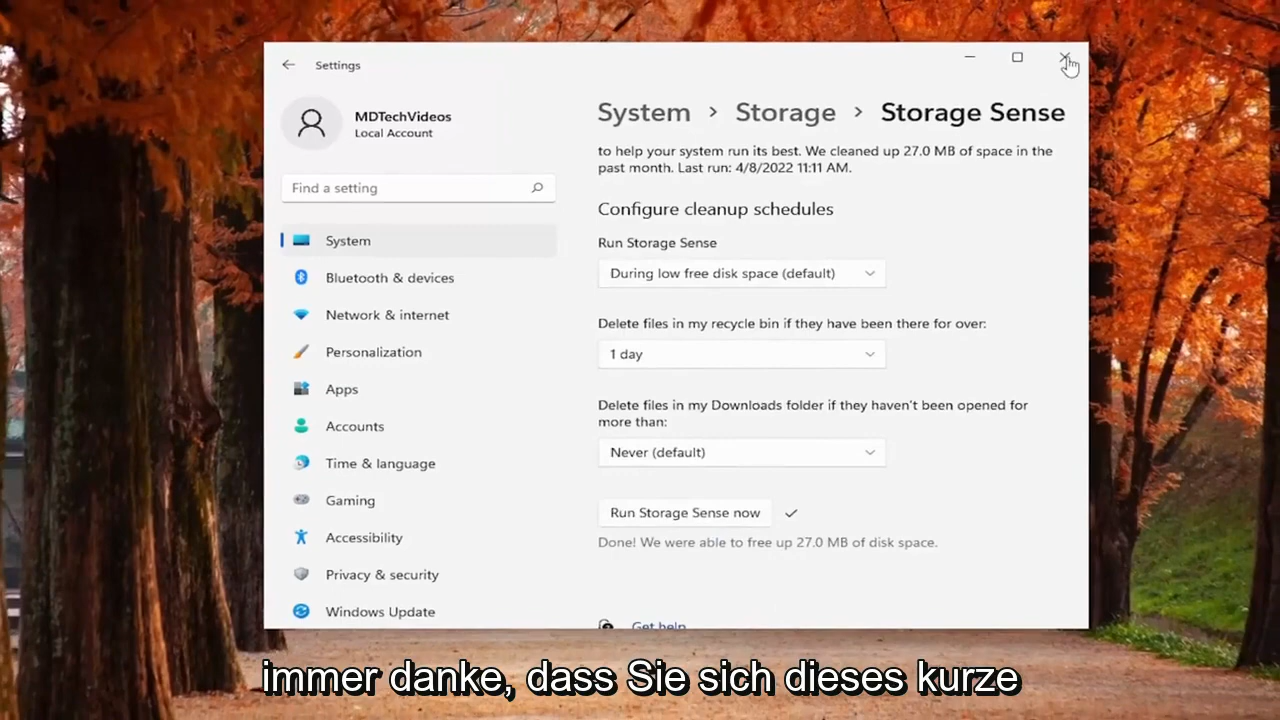 Settings
MDTechVideos
Local Account
Find a setting
System
Bluetooth & devices
Network & internet
Personalization
Apps
Accounts
Time & language
Gaming
Accessibility
Privacy & security
Windows Update
System > Storage > Storage Sense
to help your system run its best. We cleaned up 27.0 MB of space in the
past month. Last run: 4/8/2022 11:11 AM.
Configure cleanup schedules
Run Storage Sense
During low free disk space (default)
Delete files in my recycle bin if they have been there for over:
1 day
Delete files in my Downloads folder if they haven't been opened for
more than:
Never (default)
Run Storage Sense now
Done! We were able to free up 27.0 MB of disk space.
Get help
immer danke, dass Sie sich dieses kurze